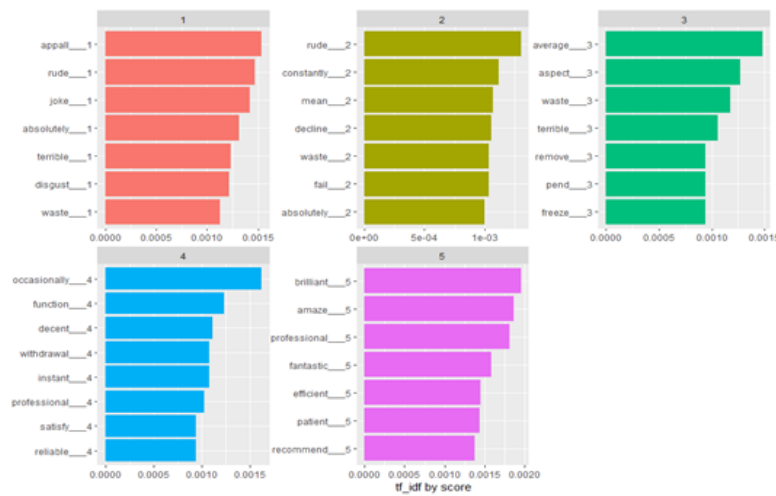 1
appall___1
rude___1
joke___1
absolutely___1
terrible___1
disgust___1
waste___1
0.0000 0.0005 0.0010 0.0015
2
rude___2
constantly___2
mean___2
decline___2
waste___2
fail___2
absolutely___2
0e+00 5e-04 1e-03
3
average___3
aspect___3
waste___3
terrible___3
remove___3
pend___3
freeze___3
0.0000 0.0005 0.0010 0.0015
4
occasionally___4
function___4
decent___4
withdrawal___4
instant___4
professional___4
satisfy___4
reliable___4
0.0000 0.0005 0.0010 0.0015
5
brilliant___5
amaze___5
professional___5
fantastic___5
efficient___5
patient___5
recommend___5
0.0000 0.0005 0.0010 0.0015 0.0020
tf_idf by score